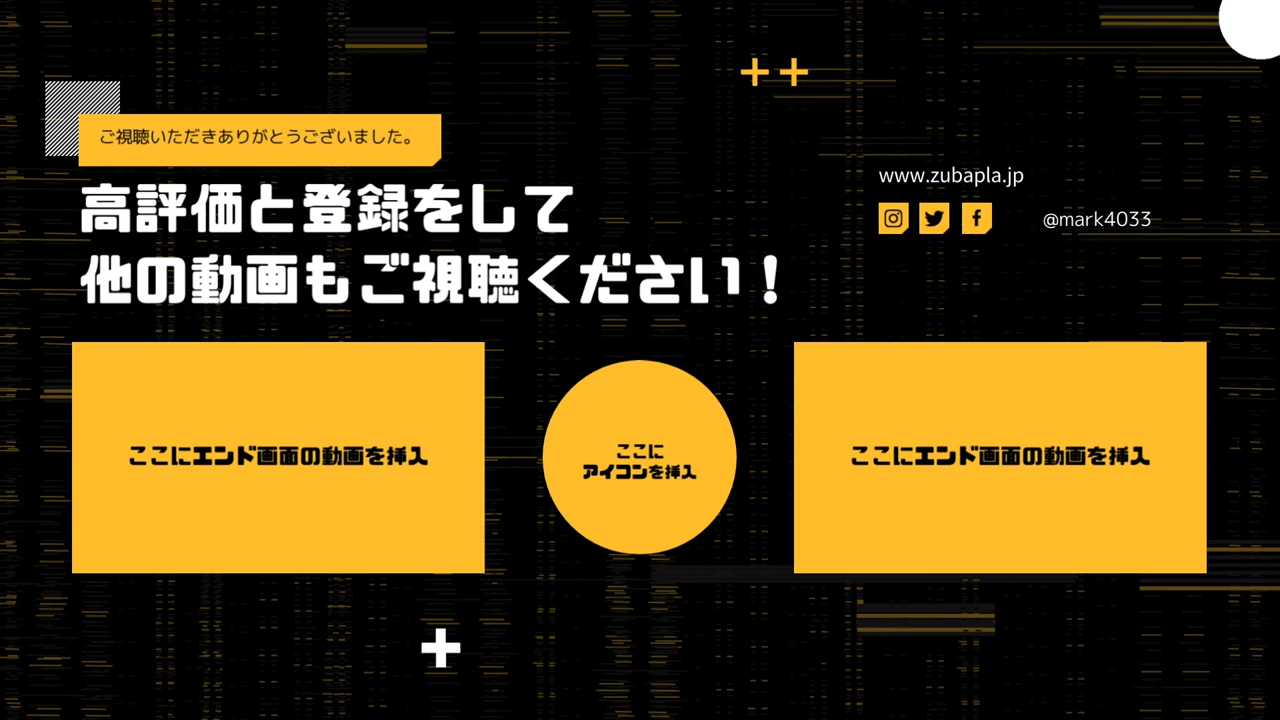 ご視聴いただきありがとうございました。
高評価と登録をして
他の動画もご視聴ください！
www.zubapla.jp
@mark4033
ここにエンド画面の動画を挿入
ここに
アイコンを挿入
ここにエンド画面の動画を挿入